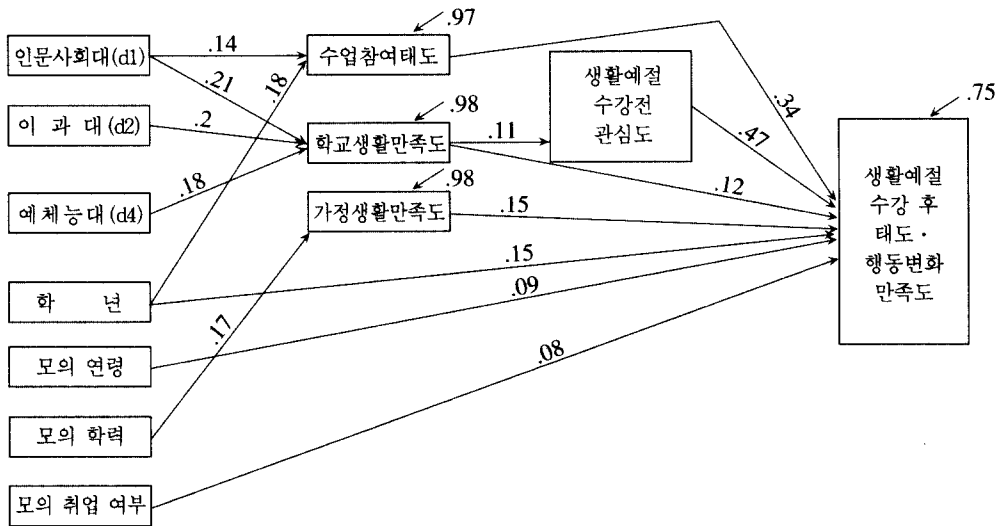 인문사회대(d1)
이 과 대(d2)
예체능대(d4)
학 년
모의 연령
모의 학력
모의 취업 여부
.14
.21
.2
.18
.18
.17
.97
수업참여태도
.98
학교생활만족도
.98
가정생활만족도
.11
생활예절
수강전
관심도
.34
.47
.12
.15
.15
.09
.08
.75
생활예절
수강 후
태도·
행동변화
만족도